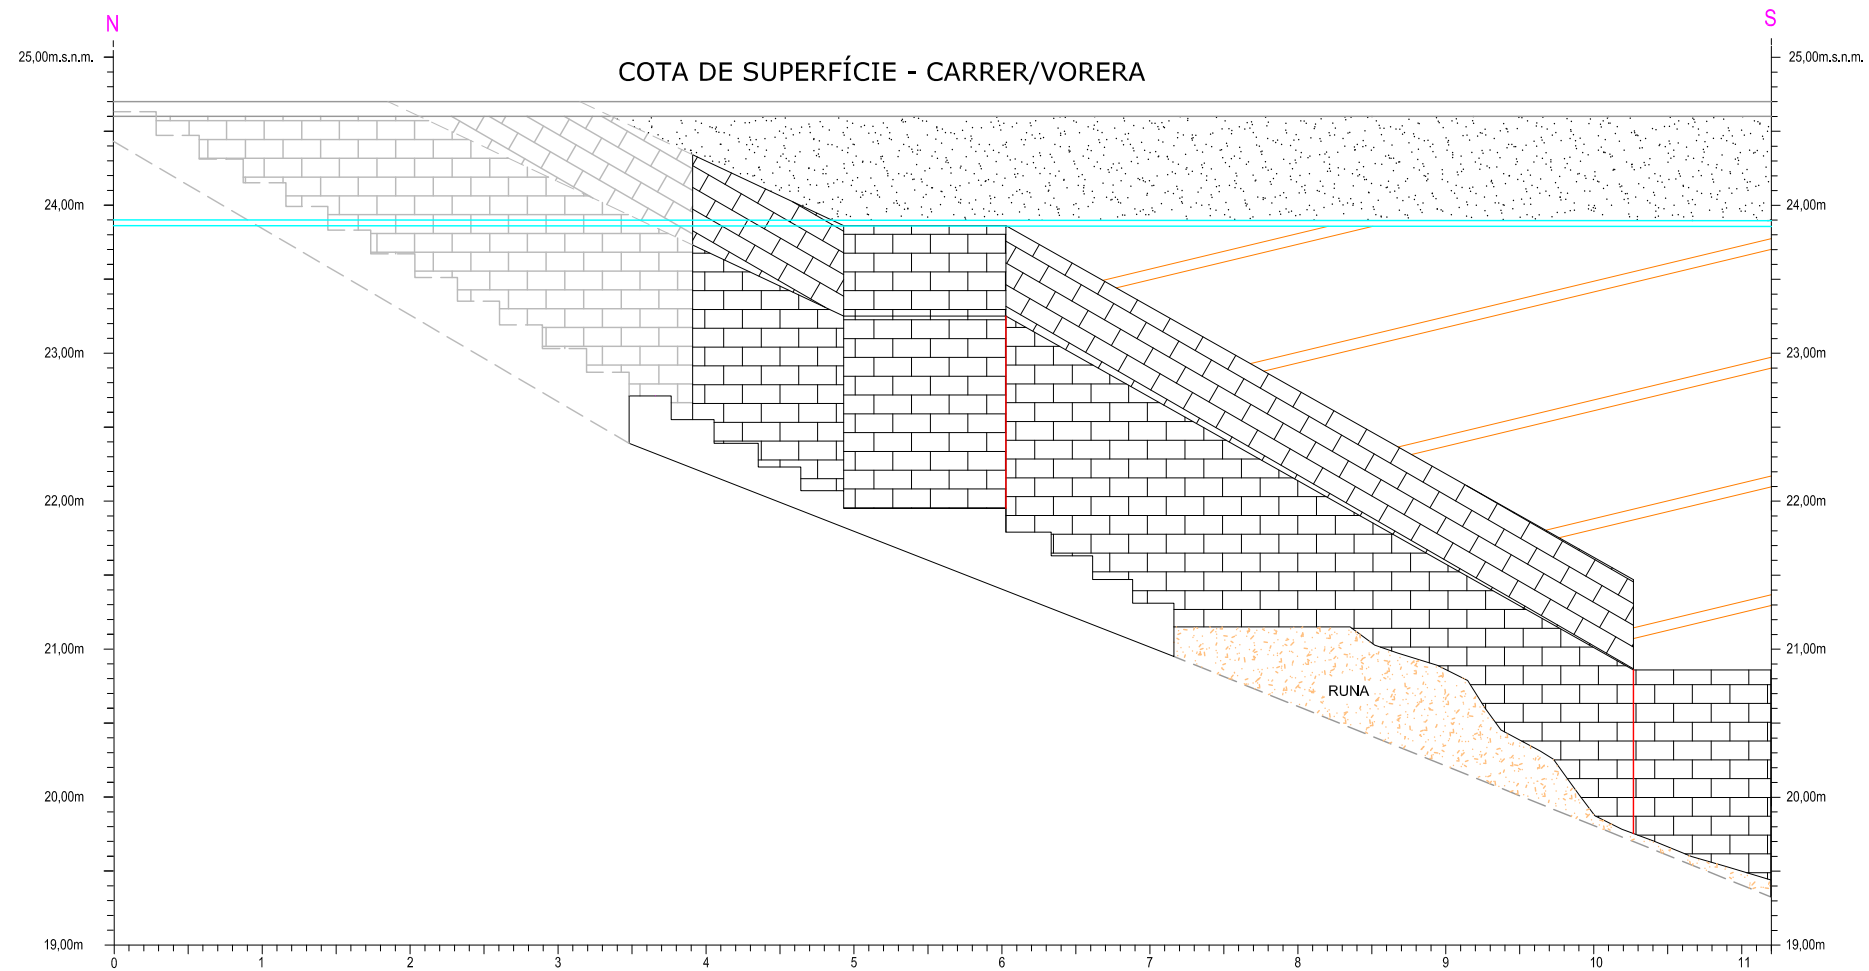 N
S
25,00m.s.n.m.
25,00m.s.n.m.
COTA DE SUPERFÍCIE - CARRER/VORERA
24,00m
24,00m
23,00m
23,00m
22,00m
22,00m
21,00m
21,00m
RUNA
20,00m
20,00m
19,00m
19,00m
0 1 2 3 4 5 6 7 8 9 10 11